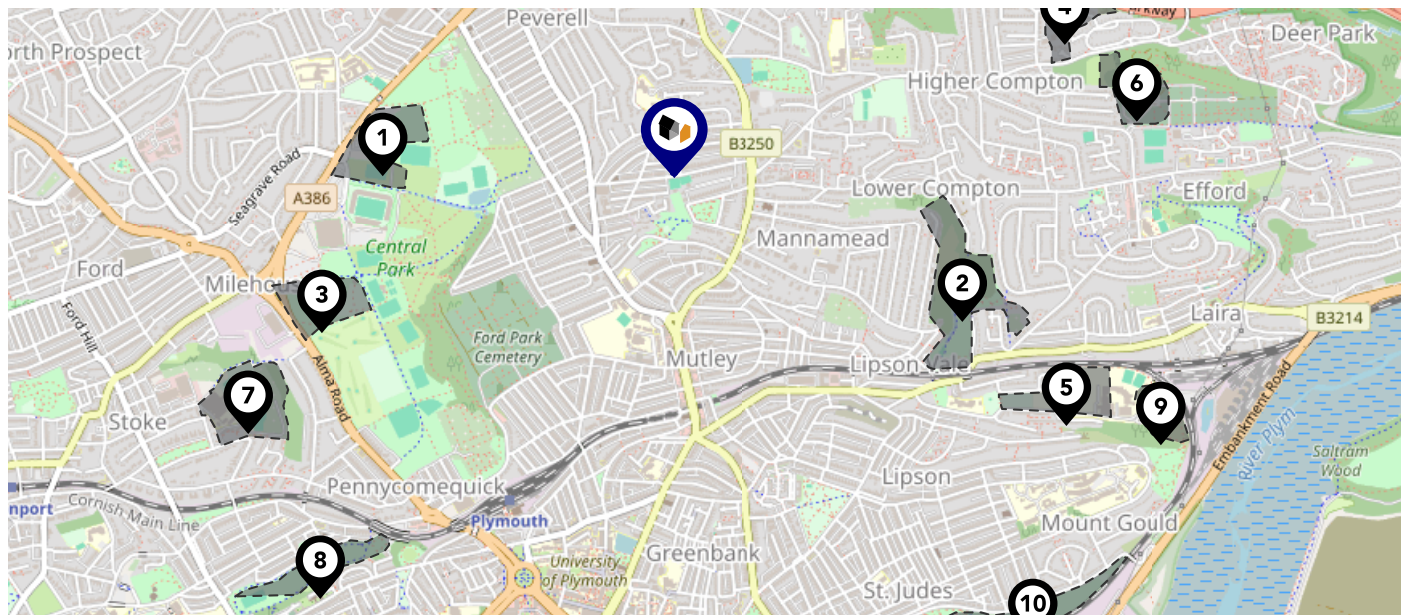 Peverell
orth Prospect
4
arkway
Deer Park
Higher Compton
6
1
B3250
Seagrave Road
A386
Lower Compton
Efford
Central
Park
Mannamead
Ford
Milehouse
3
2
Ford Hill
Laira
B3214
Ford Park
Cemetery
Mutley
Lipson Vale
Alma Road
7
5
9
Stoke
Embankment Road
River Plym
Saltram
Wood
Lipson
Pennycomequick
nport
Cornish Main Line
Plymouth
Mount Gould
8
University
of Plymouth
Greenbank
St. Judes
10